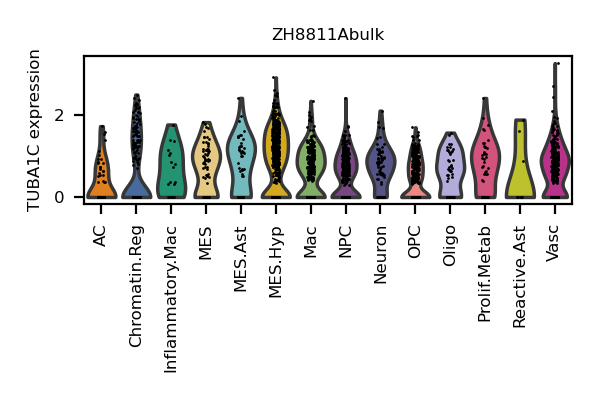 ZH8811Abulk
TUBA1C expression
2
0
AC
Chromatin.Reg
Inflammatory.Mac
MES
MES.Ast
MES.Hyp
Mac
NPC
Neuron
OPC
Oligo
Prolif.Metab
Reactive.Ast
Vasc